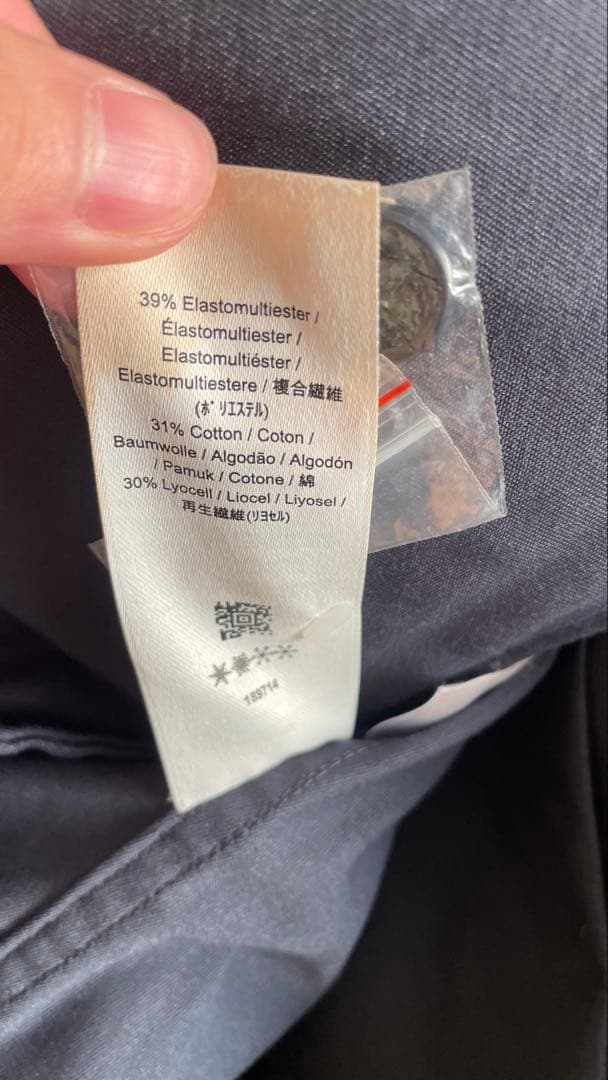 39% Elastomultiester /
Élastomultiester /
Elastomultiéster /
Elastomultiestere / 複合繊維
(ﾎﾟﾘｴｽﾃﾙ)
31% Cotton / Coton /
Baumwolle / Algodão / Algodón
/ Pamuk / Cotone / 綿
30% Lyocell / Liocel / Liyosel /
再生繊維(ﾘﾖｾﾙ)
189714